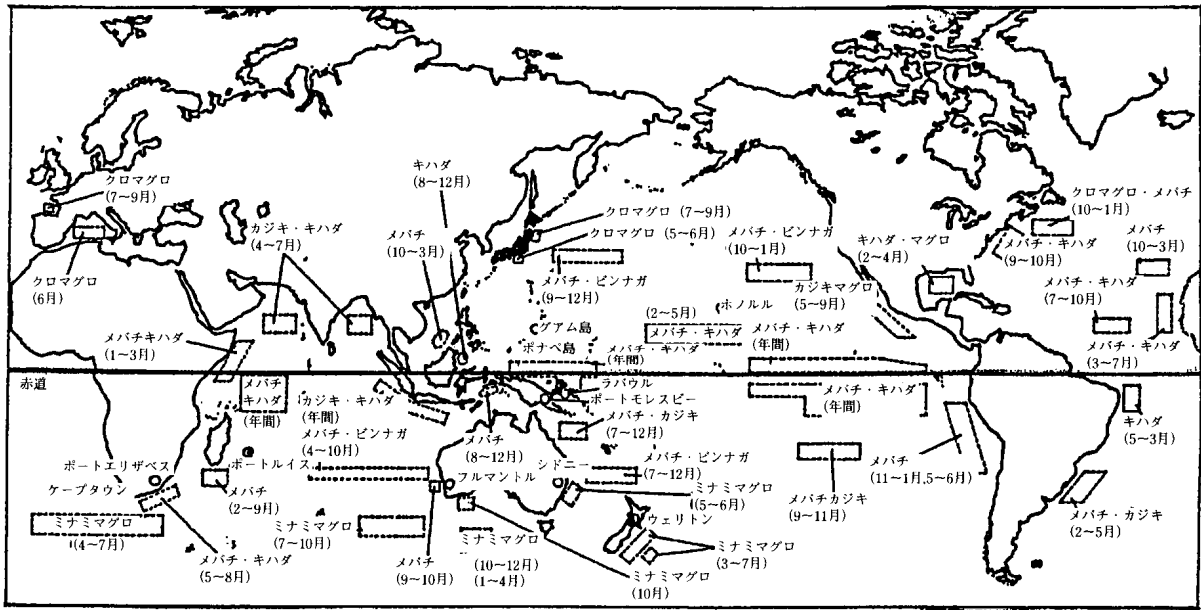 クロマグロ
(7〜9月)
クロマグロ
(6月)
カジキ・キハダ
(4〜7月)
メバチキハダ
(1〜3月)
キハダ
(8〜12月)
メバチ
(10〜3月)
クロマグロ (7〜9月)
クロマグロ (5〜6月)
メバチ・ビンナガ
(9〜12月)
メバチ・ビンナガ
(10〜1月)
カジキマグロ
(5〜9月)
キハダ・マグロ
(2〜4月)
クロマグロ・メバチ
(10〜1月)
メバチ・キハダ
(9〜10月)
メバチ
(10〜3月)
メバチ・キハダ
(7〜10月)
メバチ・キハダ
(3〜7月)
ホノルル
(2〜5月)
メバチ・キハダ
グアム島
ポナペ島
メバチ・キハダ
(年間)
メバチ・キハダ
(年間)
赤道
メバチ
キハダ
(年間)
カジキ・キハダ
(年間)
メバチ・ビンナガ
(4〜10月)
ラバウル
ポートモレスビー
メバチ・カジキ
(7〜12月)
メバチ
(8〜12月)
メバチ・キハダ
(年間)
キハダ
(5〜3月)
ポートエリザベス
ケープタウン
ポートルイス
メバチ
(2〜9月)
フルマントル
シドニー
メバチ・ビンナガ
(7〜12月)
ミナミマグロ
(5〜6月)
メバチカジキ
(9〜11月)
メバチ
(11〜1月,5〜6月)
メバチ・カジキ
(2〜5月)
ミナミマグロ
(4〜7月)
メバチ・キハダ
(5〜8月)
ミナミマグロ
(7〜10月)
メバチ
(9〜10月)
ミナミマグロ
(10〜12月)
(1〜4月)
ウェリトン
ミナミマグロ
(3〜7月)
ミナミマグロ
(10月)